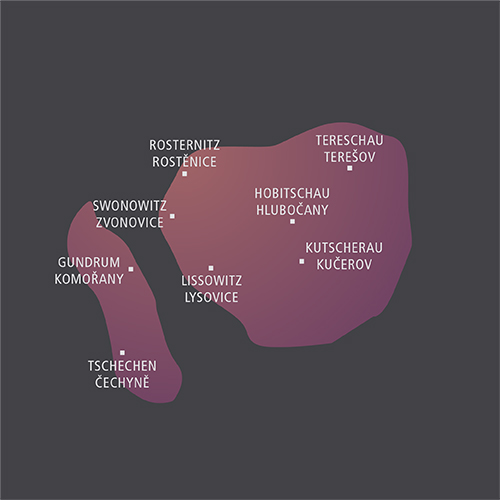 ROSTERNITZ
ROSTĚNICE
TERESCHAU
TEREŠOV
SWONOWITZ
ZVONOVICE
HOBITSCHAU
HLUBOČANY
GUNDRUM
KOMOŘANY
LISSOWITZ
LYSOVICE
KUTSCHERAU
KUČEROV
TSCHECHEN
ČECHYNĚ